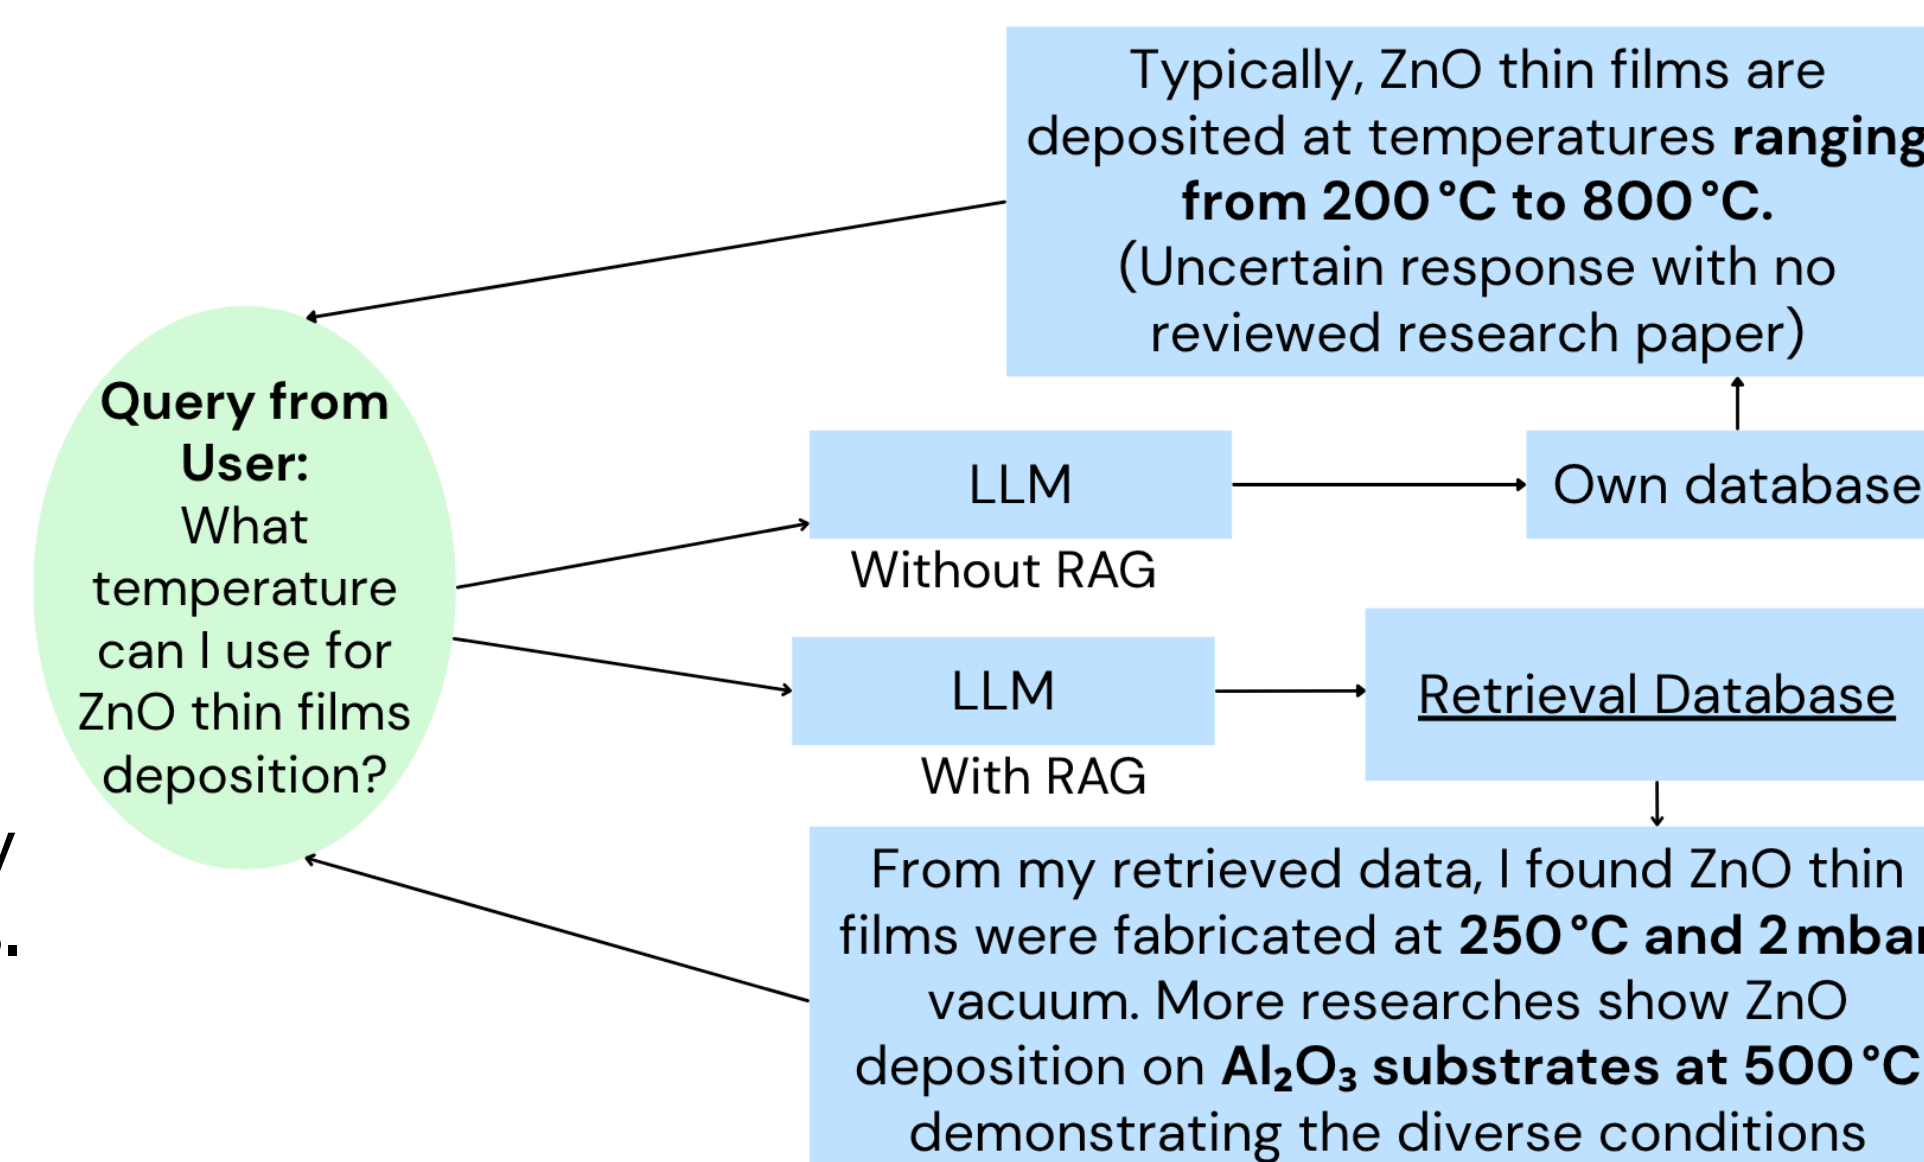 Typically, ZnO thin films are
deposited at temperatures ranging
from 200 °C to 800 °C.
(Uncertain response with no
reviewed research paper)
Query from
User:
What
temperature
can I use for
ZnO thin films
deposition?
LLM
Own database
Without RAG
LLM
Retrieval Database
With RAG
From my retrieved data, I found ZnO thin
films were fabricated at 250 °C and 2 mbar
vacuum. More researches show ZnO
deposition on Al₂O₃ substrates at 500 °C
demonstrating the diverse conditions